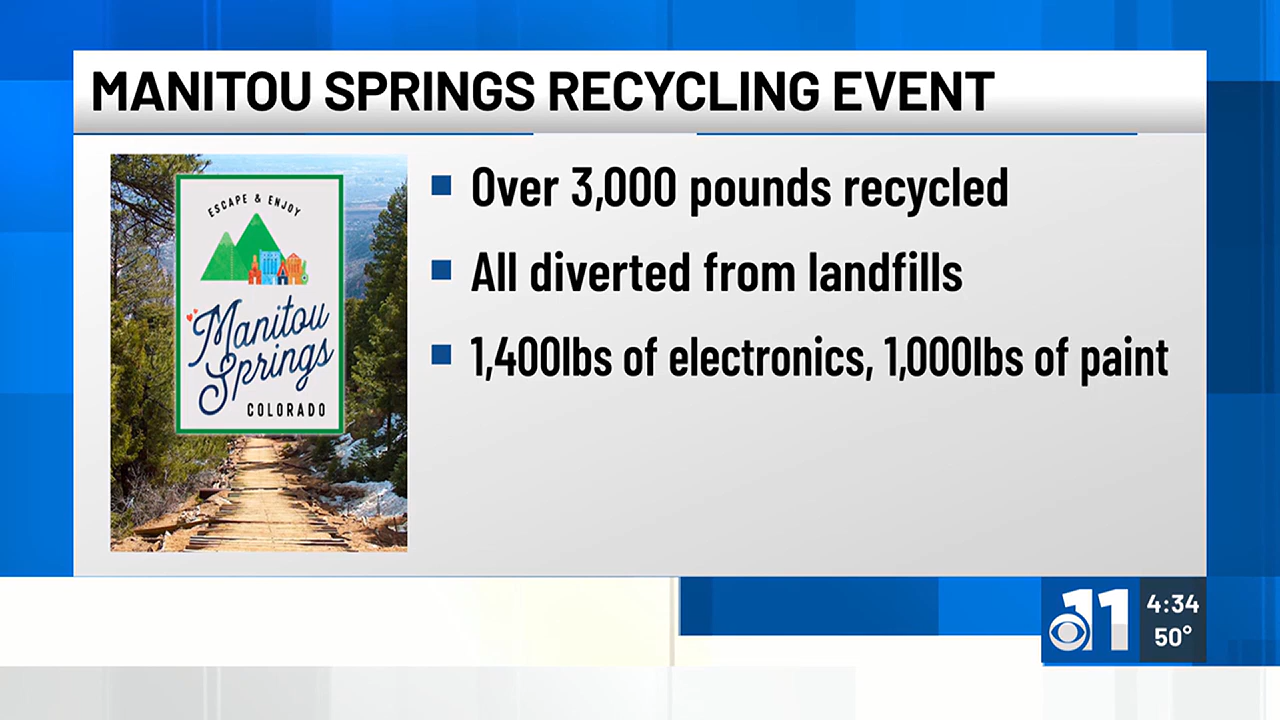 MANITOU SPRINGS RECYCLING EVENT
ESCAPE & ENJOY
Manitou
Springs
COLORADO
Over 3,000 pounds recycled
All diverted from landfills
1,400lbs of electronics, 1,000lbs of paint
11
4:34
50°